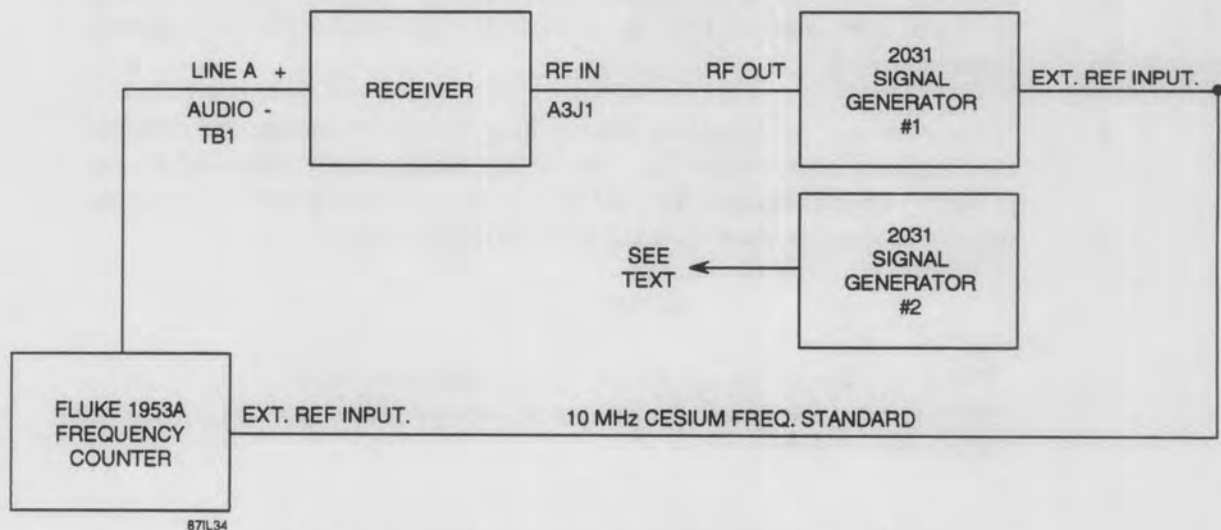 LINE A +
AUDIO -
TB1
RECEIVER
RF IN
A3J1
RF OUT
2031
SIGNAL
GENERATOR
#1
EXT. REF INPUT.
SEE
TEXT
2031
SIGNAL
GENERATOR
#2
FLUKE 1953A
FREQUENCY
COUNTER
EXT. REF INPUT.
10 MHz CESIUM FREQ. STANDARD
871L34